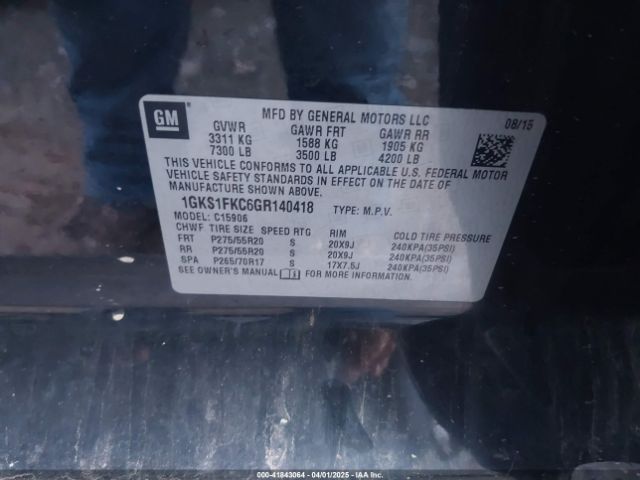 GM
MFD BY GENERAL MOTORS LLC
08/15
GVWR GAWR FRT GAWR RR
3311 KG 1588 KG 1905 KG
7300 LB 3500 LB 4200 LB
THIS VEHICLE CONFORMS TO ALL APPLICABLE U.S. FEDERAL MOTOR
VEHICLE SAFETY STANDARDS IN EFFECT ON THE DATE OF
MANUFACTURE SHOWN ABOVE.
1GKS1FKC6GR140418 TYPE: M.P.V.
MODEL: C15906
CHWF TIRE SIZE SPEED RTG RIM COLD TIRE PRESSURE
FRT P275/55R20 S 20X9J 240KPA(35PSI)
RR P275/55R20 S 20X9J 240KPA(35PSI)
SPA P265/70R17 S 17X7.5J 240KPA(35PSI)
SEE OWNER'S MANUAL FOR MORE INFORMATION.
000-41843064 / 04/01/2025 / IAAI.COM